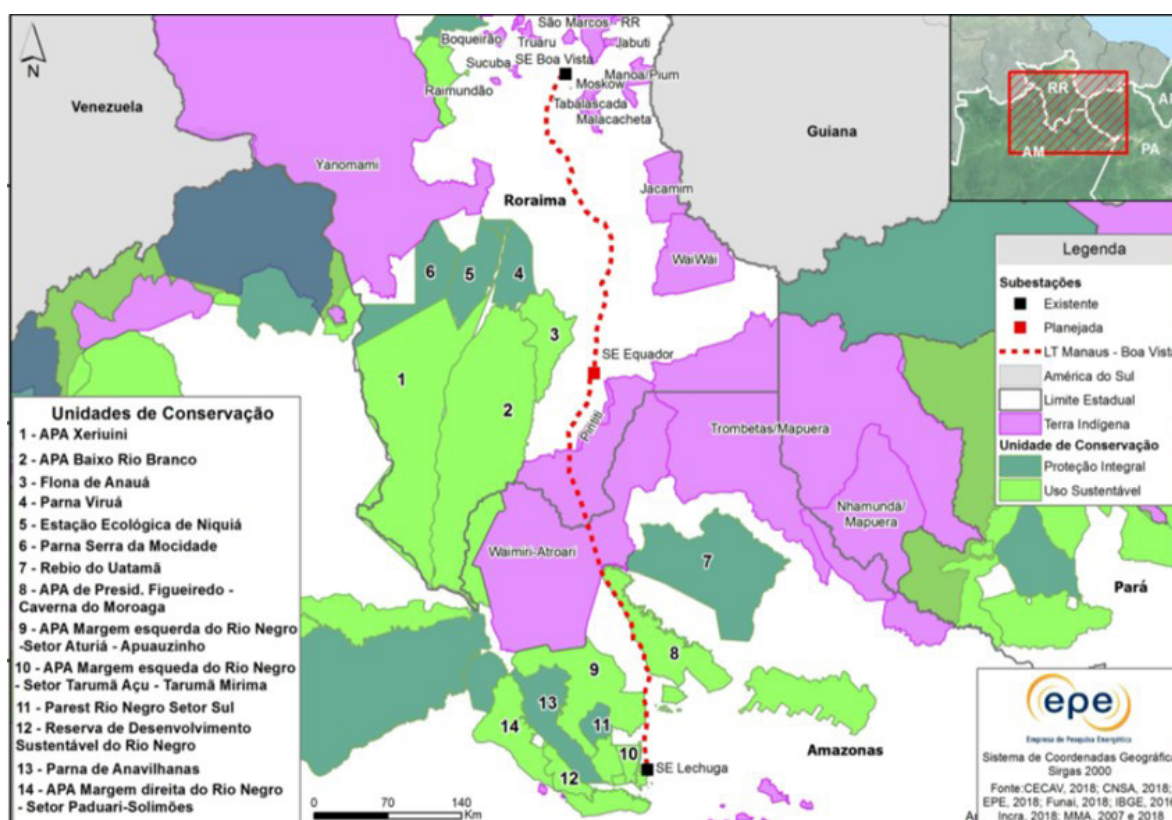 N
Venezuela
Guiana
Roraima
Amazonas
Pará
São Marcos
RR
Boqueirão
Truaru
Jabuti
SE Boa Vista
Sucuba
Manoa/Pium
Moskow
Raimundão
Tabalascada
Malacacheta
Yanomami
Jacamim
WaiWái
6
5
4
3
SE Equador
1
2
Pirititi
Trombetas/Mapuera
Nhamundá/
Mapuera
Waimiri-Atroari
7
8
9
13
11
14
10
12
SE Lechuga
0
70
140
Km
RR
AM
PA
Legenda
Subestações
Existente
Planejada
LT Manaus - Boa Vista
América do Sul
Limite Estadual
Terra Indígena
Unidade de Conservação
Proteção Integral
Uso Sustentável
Unidades de Conservação
1 - APA Xeriuini
2 - APA Baixo Rio Branco
3 - Flona de Anauá
4 - Parna Viruá
5 - Estação Ecológica de Niquiá
6 - Parna Serra da Mocidade
7 - Rebio do Uatamã
8 - APA de Presid. Figueiredo -
Caverna do Moroaga
9 - APA Margem esquerda do Rio Negro
-Setor Aturiá - Apuauzinho
10 - APA Margem esqueda do Rio Negro
- Setor Tarumã Açu - Tarumã Mirima
11 - Parest Rio Negro Setor Sul
12 - Reserva de Desenvolvimento
Sustentável do Rio Negro
13 - Parna de Anavilhanas
14 - APA Margem direita do Rio Negro
- Setor Paduari-Solimões
epe
Empresa de Pesquisa Energética
Sistema de Coordenadas Geográfica
Sirgas 2000
Fonte:CECAV, 2018; CNSA, 2018;
EPE, 2018; Funai, 2018; IBGE, 2016
Incra, 2018; MMA, 2007 e 2018